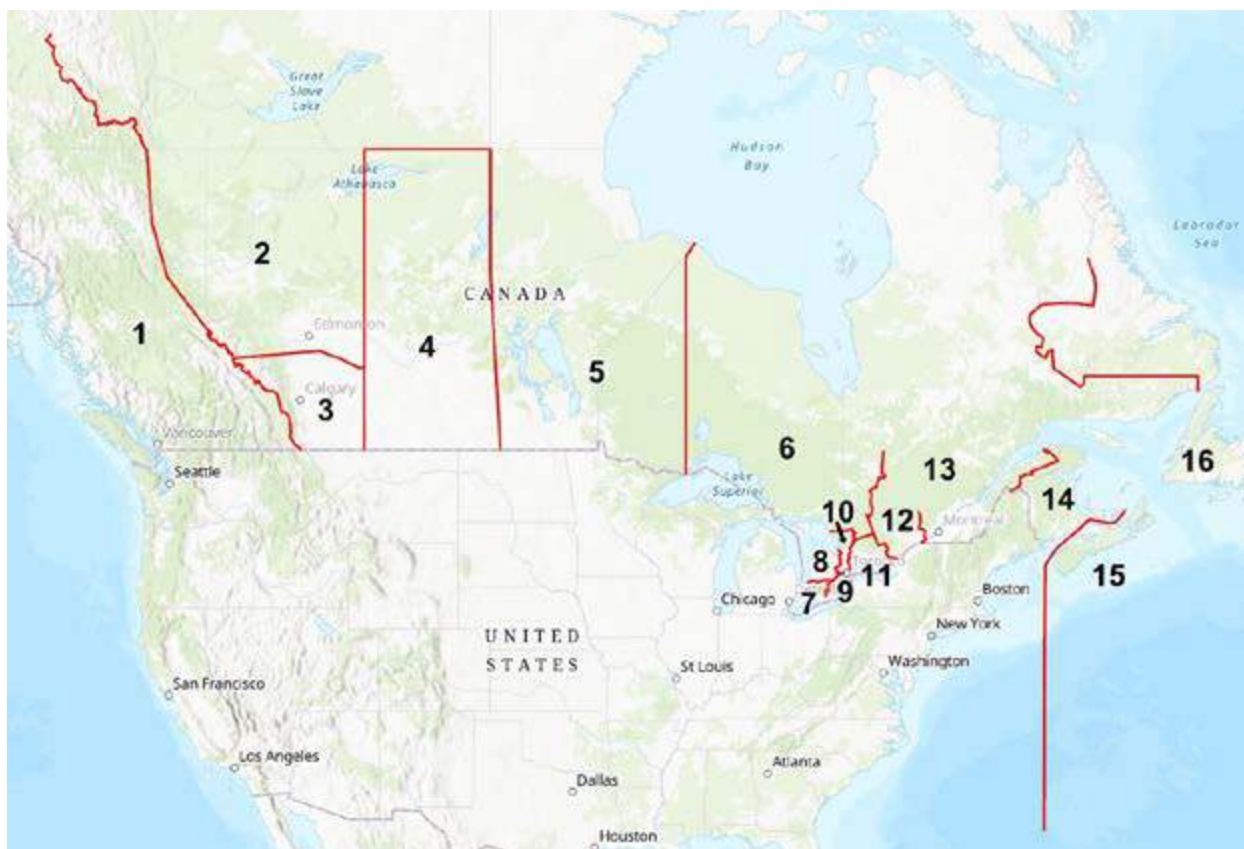 Great
Slave
Lake
Hudson
Bay
Lake
Athabasca
Labrador
Sea
2
CANADA
1
Edmonton
4
5
Calgary
3
Vancouver
Seattle
6
13
16
Lake
Superior
14
10
12
Montreal
8
11
15
7
9
Chicago
Boston
New York
UNITED
STATES
St Louis
Washington
San Francisco
Los Angeles
Atlanta
Dallas
Houston